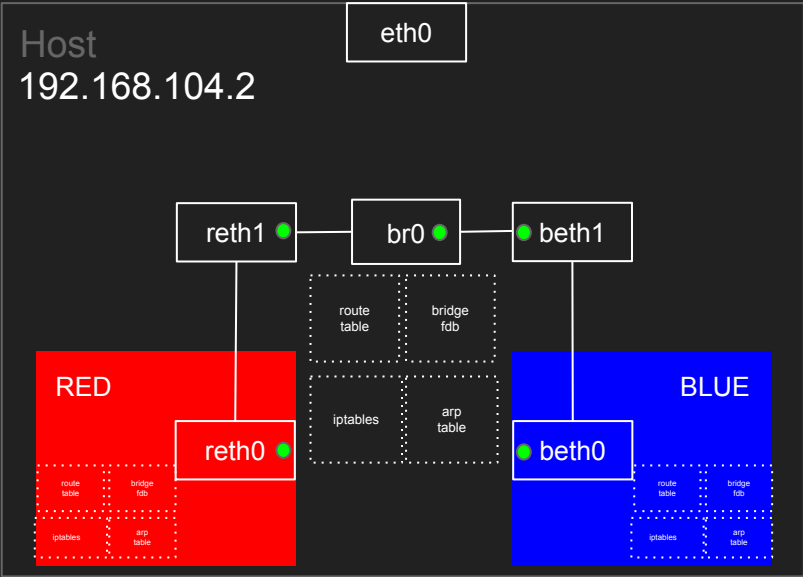 eth0
Host
192.168.104.2
reth1
br0
beth1
route
table
bridge
fdb
iptables
arp
table
RED
reth0
route
table
bridge
fdb
iptables
arp
table
BLUE
beth0
route
table
bridge
fdb
iptables
arp
table